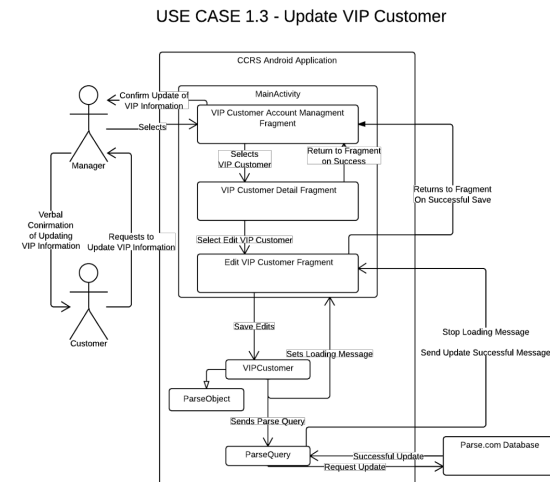 USE CASE 1.3 - Update VIP Customer
CCRS Android Application
MainActivity
Confirm Update of
VIP Information
VIP Customer Account Managment
Fragment
Selects
Manager
Selects
VIP Customer
Return to Fragment
on Success
VIP Customer Detail Fragment
Returns to Fragment
On Successful Save
Verbal
Conirmation
of Updating
VIP Information
Requests to
Update VIP Information
Select Edit VIP Customer
Edit VIP Customer Fragment
Customer
Save Edits
Sets Loading Message
Stop Loading Message
Send Update Successful Message
VIPCustomer
ParseObject
Sends Parse Query
ParseQuery
Successful Update
Request Update
Parse.com Database